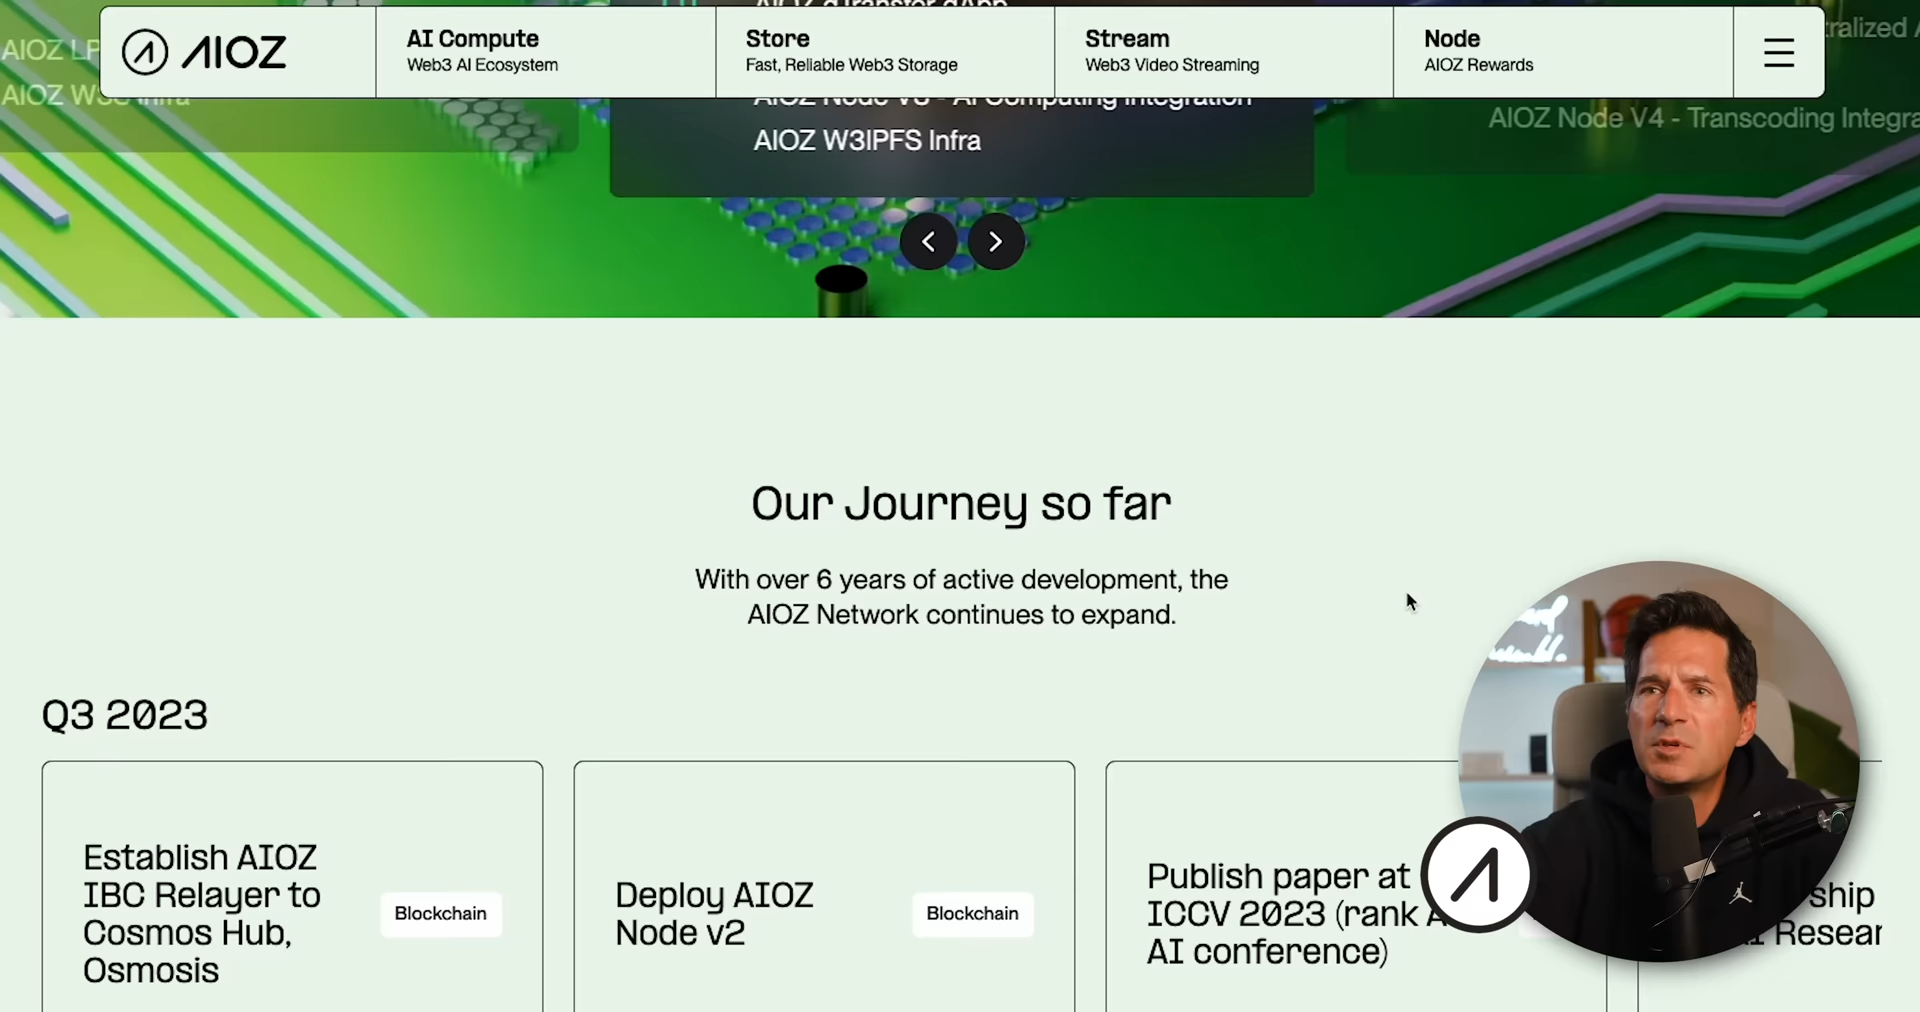 AIOZ
AI Compute
Web3 AI Ecosystem
Store
Fast, Reliable Web3 Storage
Stream
Web3 Video Streaming
Node
AIOZ Rewards
AIOZ
AIOZ
AIOZ W3IPFS Infra
AIOZ Node V4 - Transcoding
Our Journey so far
With over 6 years of active development, the
AIOZ Network continues to expand.
Q3 2023
Establish AIOZ
IBC Relayer to
Cosmos Hub,
Osmosis
Blockchain
Deploy AIOZ
Node v2
Blockchain
Publish paper at
ICCV 2023 (rank A
AI conference)